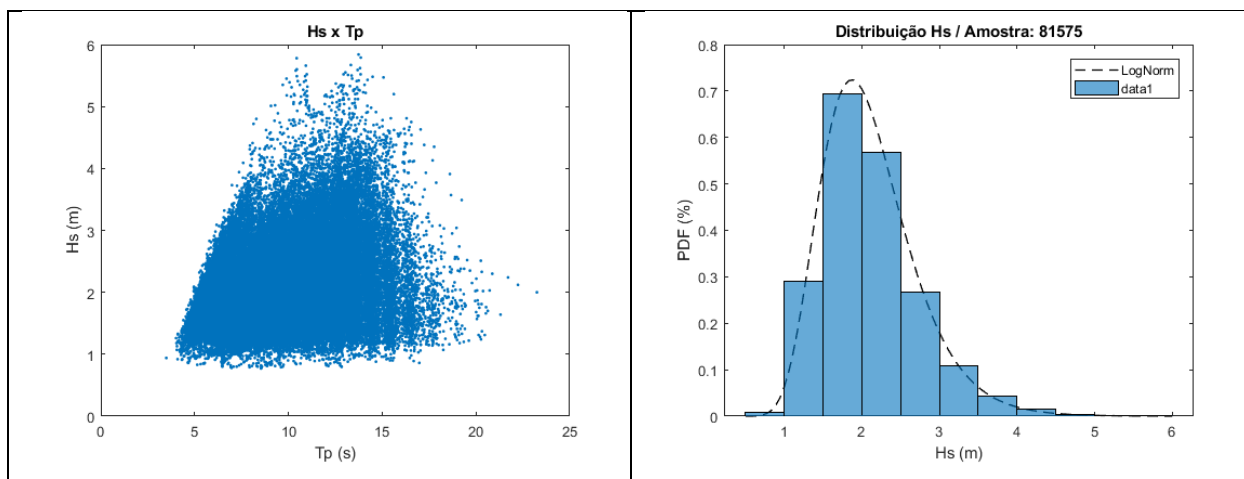 Hs x Tp
6
5
4
3
2
1
0
Hs (m)
0 5 10 15 20 25
Tp (s)
Distribuição Hs / Amostra: 81575
0.8
0.7
0.6
0.5
0.4
0.3
0.2
0.1
0
PDF (%)
LogNorm
data1
1 2 3 4 5 6
Hs (m)